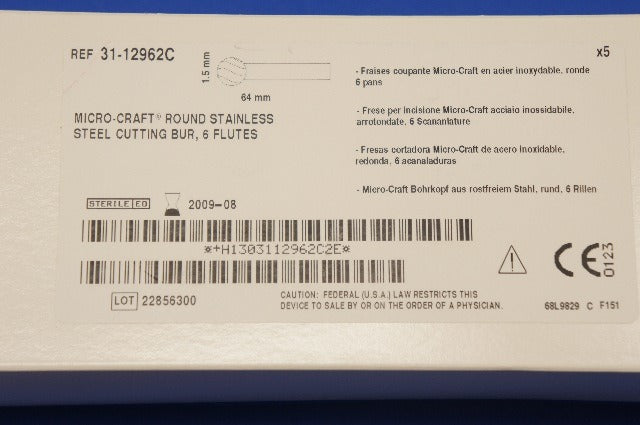 REF 31-12962C
1.5 mm
64 mm
x5
MICRO-CRAFT® ROUND STAINLESS
STEEL CUTTING BUR, 6 FLUTES
- Fraises coupante Micro-Craft en acier inoxydable, ronde
6 pans
- Frese per incisione Micro-Craft acciaio inossidabile,
arrotondate, 6 Scananlature
- Fresas cortadora Micro-Craft de acero inoxidable,
redonda, 6 acanaladuras
- Micro-Craft Bohrkopf aus rostfreiem Stahl, rund, 6 Rillen
STERILE EO 2009-08
*+H1303112962C2E*
LOT 22856300
CAUTION: FEDERAL (U.S.A.) LAW RESTRICTS THIS
DEVICE TO SALE BY OR ON THE ORDER OF A PHYSICIAN.
CE 0123
68L9829 C F151